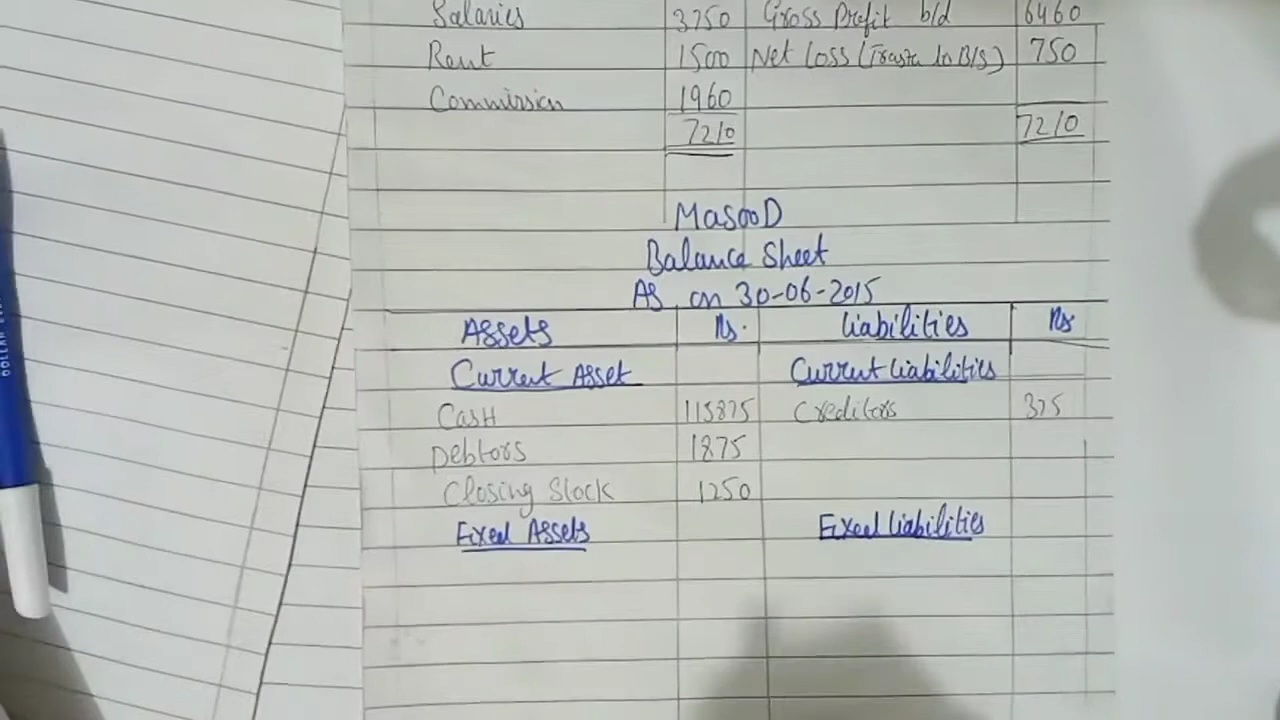 Salaries 3750 Gross Profit b/d 6460
Rent 1500 Net Loss ( to B/S) 750
Commission 1960
7210 7210
MasooD
Balance Sheet
As on 30-06-2015
Assets Rs. Liabilities Rs
Current Asset Current Liabilities
Cash 115875 Creditors 375
Debtors 1875
Closing Stock 1250
Fixed Assets Fixed Liabilities